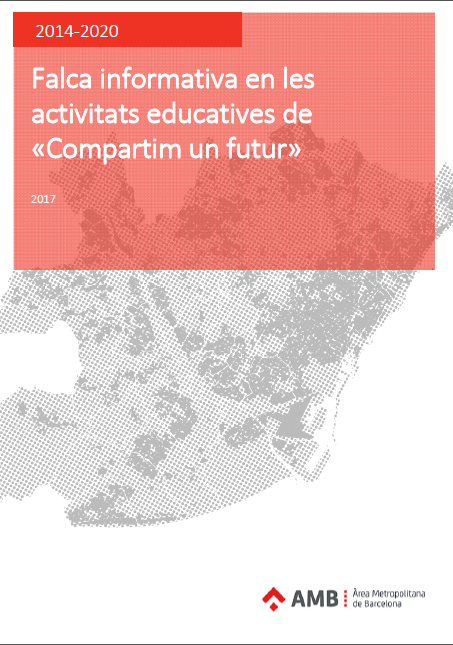 2014-2020
Falca informativa en les
activitats educatives de
«Compartim un futur»
2017
AMB
Àrea Metropolitana
de Barcelona